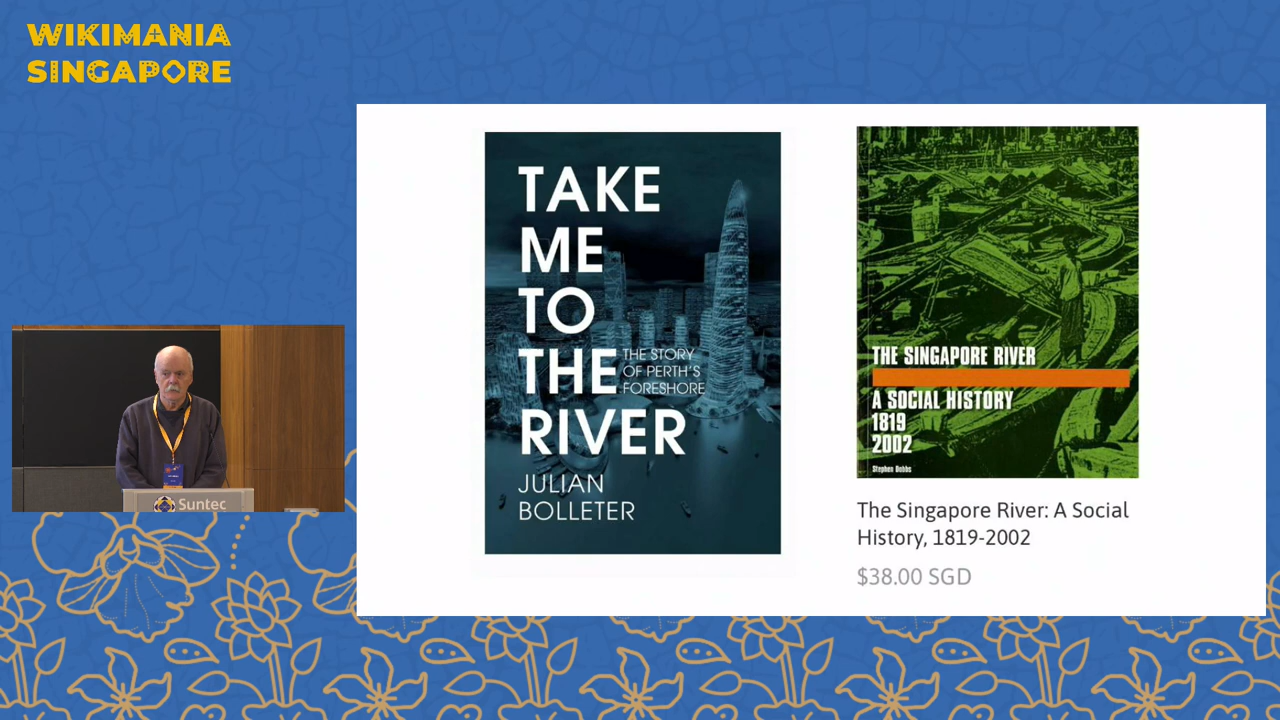 WIKIMANIA
SINGAPORE
TAKE
ME
TO
THE
THE STORY
OF PERTH'S
FORESHORE
RIVER
JULIAN
BOLLETER
THE SINGAPORE RIVER
A SOCIAL HISTORY
1819
2002
Stephen Dobbs
The Singapore River: A Social
History, 1819-2002
$38.00 SGD
Suntec